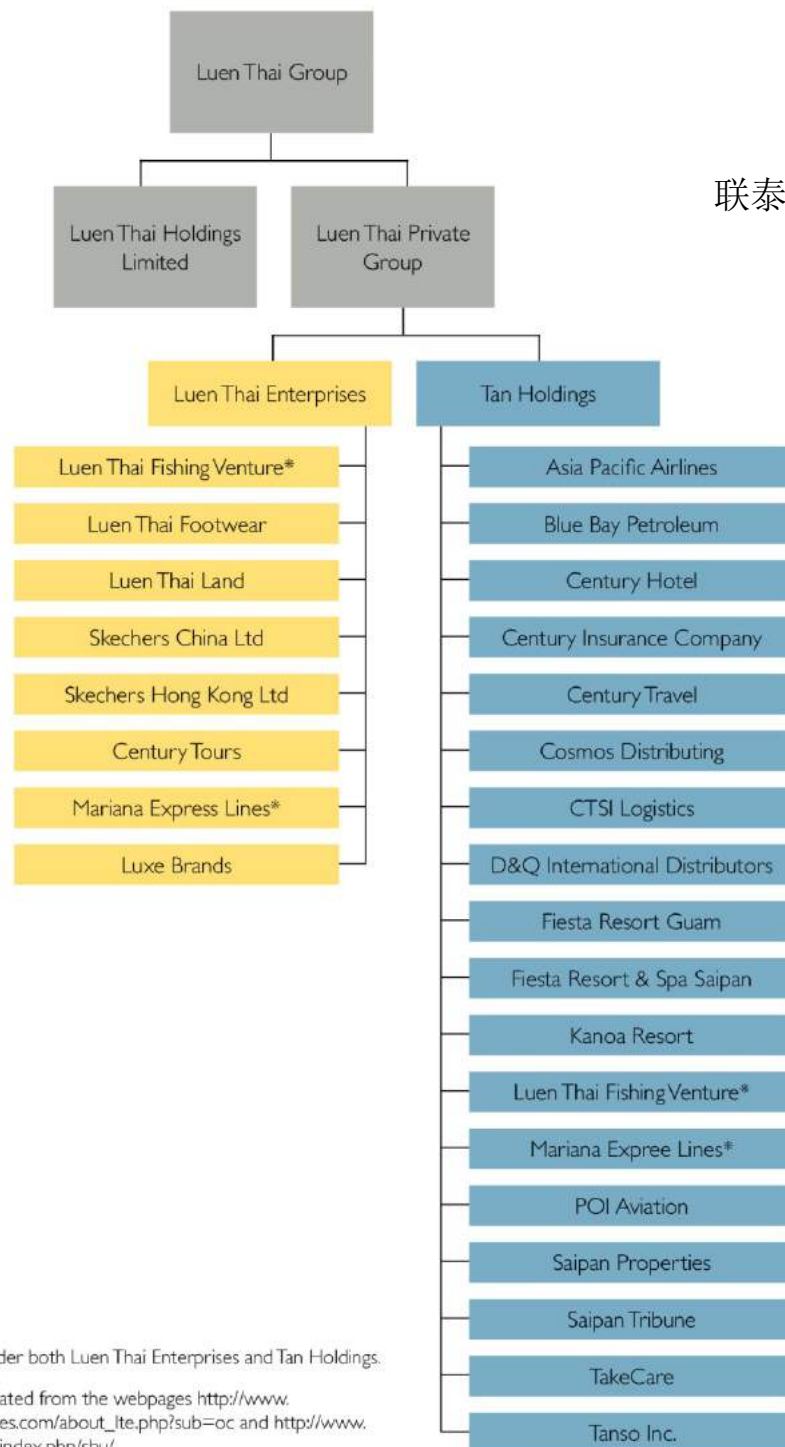 Luen Thai Group
联泰
Luen Thai Holdings
Limited
Luen Thai Private
Group
Luen Thai Enterprises
Tan Holdings
Luen Thai Fishing Venture*
Luen Thai Footwear
Luen Thai Land
Skechers China Ltd
Skechers Hong Kong Ltd
Century Tours
Mariana Express Lines*
Luxe Brands
Asia Pacific Airlines
Blue Bay Petroleum
Century Hotel
Century Insurance Company
Century Travel
Cosmos Distributing
CTSI Logistics
D&Q International Distributors
Fiesta Resort Guam
Fiesta Resort & Spa Saipan
Kanoa Resort
Luen Thai Fishing Venture*
Mariana Expree Lines*
POI Aviation
Saipan Properties
Saipan Tribune
TakeCare
Tanso Inc.
der both Luen Thai Enterprises and Tan Holdings.
ated from the webpages http://www.
es.com/about_lte.php?sub=oc and http://www.
index.php/sbu/